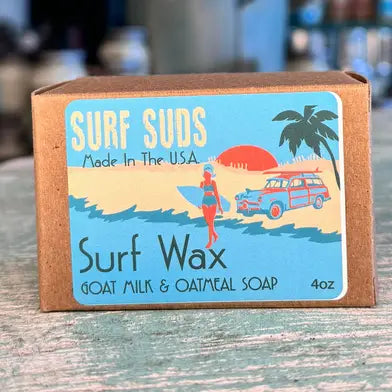 SURF SUDS
Made In The U.S.A.
Surf Wax
GOAT MILK & OATMEAL SOAP 4oz